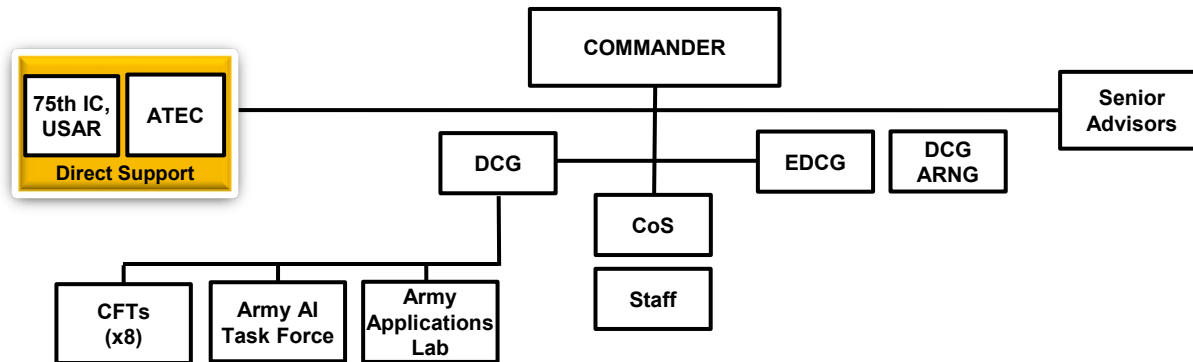 COMMANDER
75th IC,
USAR
ATEC
Direct Support
Senior
Advisors
DCG
EDCG
DCG
ARNG
CoS
Staff
CFTs
(x8)
Army AI
Task Force
Army
Applications
Lab